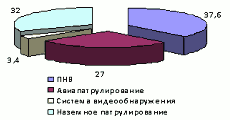 32
37,6
3,4
27
ПНВ
Авиапатрулирование
Система видеообнаружения
Наземное патрулирование